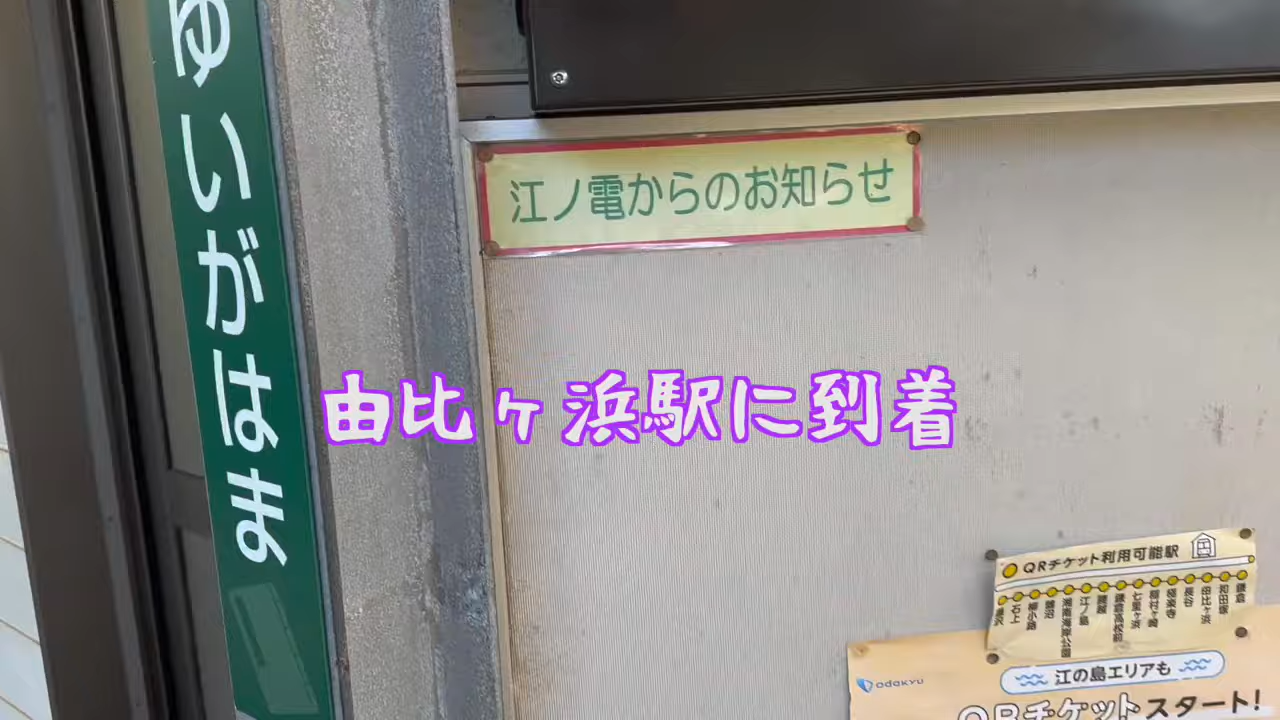 ゆいがはま
江ノ電からのお知らせ
由比ヶ浜駅に到着
QRチケット利用可能駅
藤沢
石上
柳小路
鵠沼
湘南海岸公園
江ノ島
腰越
鎌倉高校前
七里ヶ浜
稲村ヶ崎
極楽寺
長谷
由比ヶ浜
和田塚
鎌倉
odakyu
江の島エリアも
QRチケットスタート!